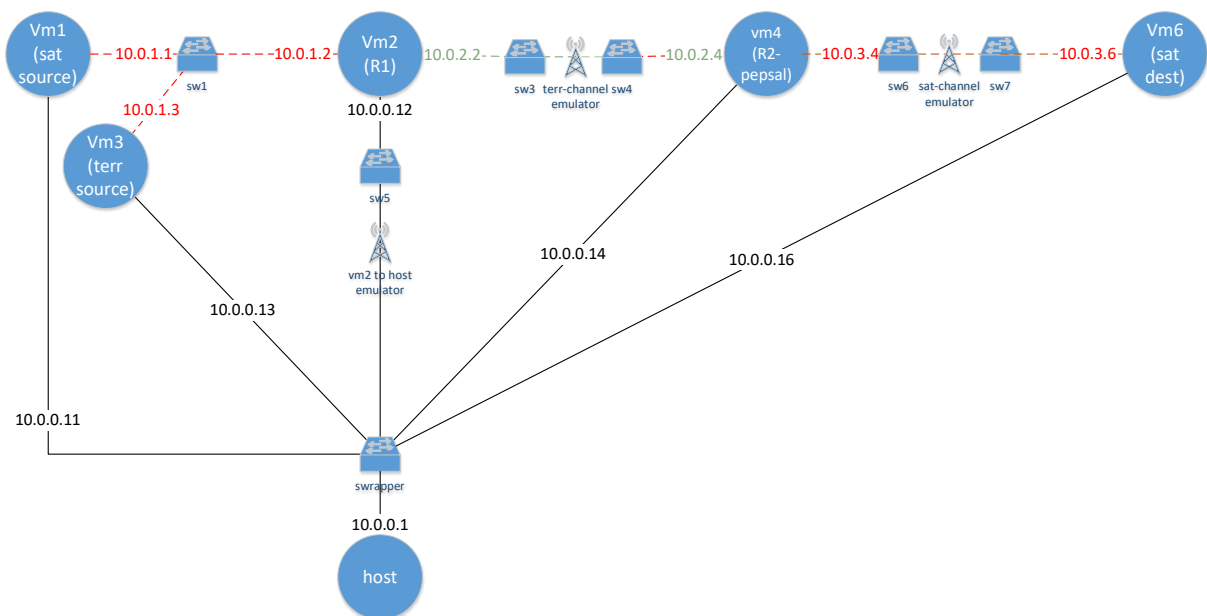 Vm1
(sat
source)
10.0.1.1
sw1
10.0.1.2
Vm2
(R1)
10.0.2.2
sw3
terr-channel
emulator
sw4
10.0.2.4
vm4
(R2-
pepsal)
10.0.3.4
sw6
sat-channel
emulator
sw7
10.0.3.6
Vm6
(sat
dest)
10.0.1.3
Vm3
(terr
source)
10.0.0.12
sw5
vm2 to host
emulator
10.0.0.13
10.0.0.14
10.0.0.16
10.0.0.11
swrapper
10.0.0.1
host